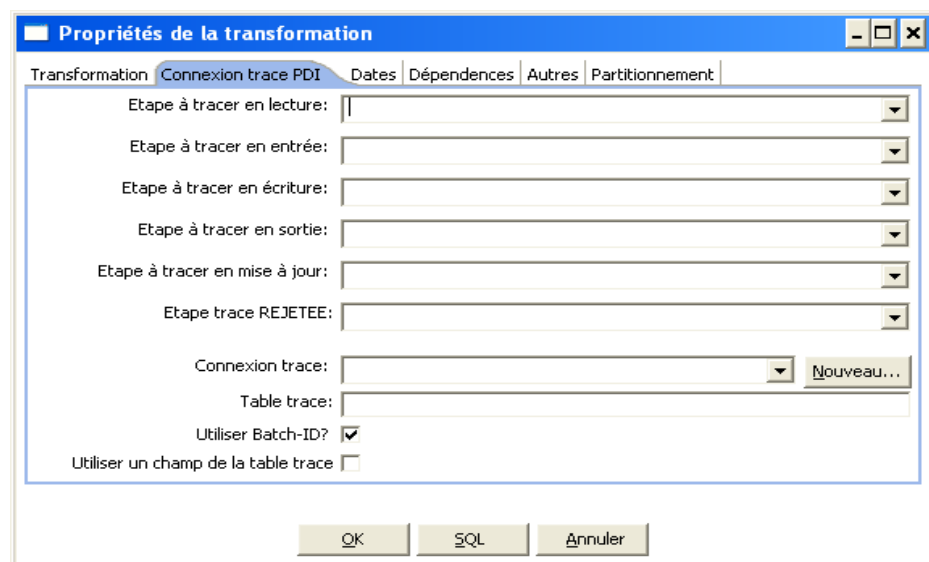 Propriétés de la transformation
Transformation Connexion trace PDI Dates Dépendences Autres Partitionnement
Etape à tracer en lecture:
Etape à tracer en entrée:
Etape à tracer en écriture:
Etape à tracer en sortie:
Etape à tracer en mise à jour:
Etape trace REJETEE:
Connexion trace: Nouveau...
Table trace:
Utiliser Batch-ID?
Utiliser un champ de la table trace
OK SQL Annuler